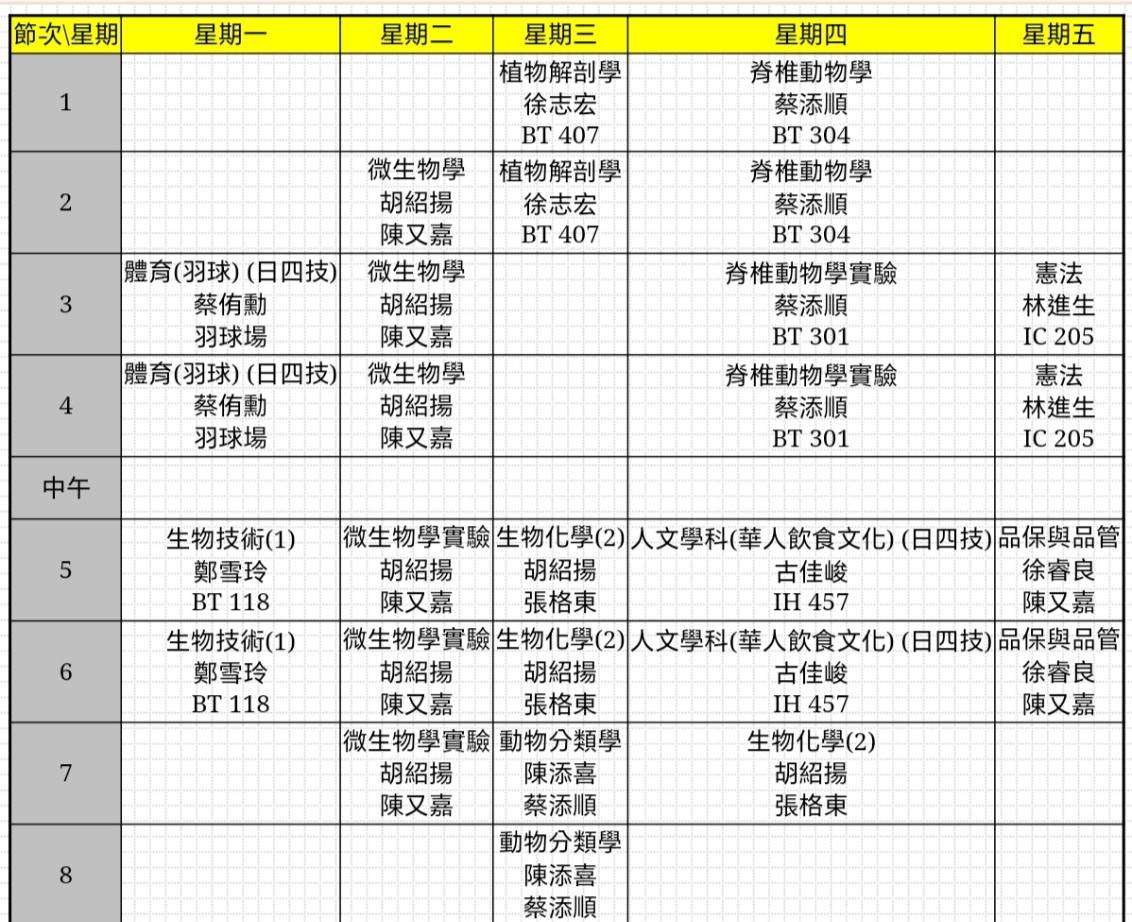 節次\星期 星期一 星期二 星期三 星期四 星期五
1
植物解剖學
徐志宏
BT 407
脊椎動物學
蔡添順
BT 304
2
微生物學
胡紹揚
陳又嘉
植物解剖學
徐志宏
BT 407
脊椎動物學
蔡添順
BT 304
3
體育(羽球) (日四技)
蔡侑勳
羽球場
微生物學
胡紹揚
陳又嘉
脊椎動物學實驗
蔡添順
BT 301
憲法
林進生
IC 205
4
體育(羽球) (日四技)
蔡侑勳
羽球場
微生物學
胡紹揚
陳又嘉
脊椎動物學實驗
蔡添順
BT 301
憲法
林進生
IC 205
中午
5
生物技術(1)
鄭雪玲
BT 118
微生物學實驗
胡紹揚
陳又嘉
生物化學(2)
胡紹揚
張格東
人文學科(華人飲食文化) (日四技)
古佳峻
IH 457
品保與品管
徐睿良
陳又嘉
6
生物技術(1)
鄭雪玲
BT 118
微生物學實驗
胡紹揚
陳又嘉
生物化學(2)
胡紹揚
張格東
人文學科(華人飲食文化) (日四技)
古佳峻
IH 457
品保與品管
徐睿良
陳又嘉
7
微生物學實驗
胡紹揚
陳又嘉
動物分類學
陳添喜
蔡添順
生物化學(2)
胡紹揚
張格東
8
動物分類學
陳添喜
蔡添順